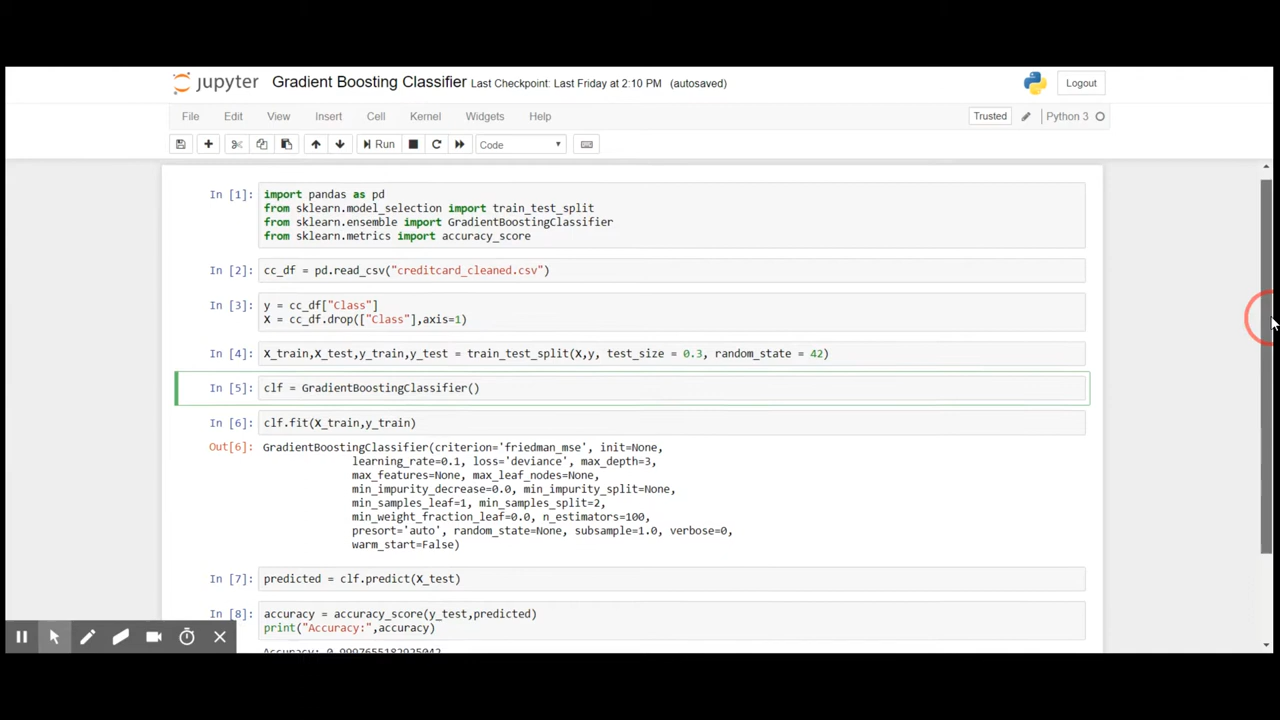 jupyter Gradient Boosting Classifier Last Checkpoint: Last Friday at 2:10 PM (autosaved) Logout
File Edit View Insert Cell Kernel Widgets Help Trusted Python 3
Run Code
In [1]: import pandas as pd
from sklearn.model_selection import train_test_split
from sklearn.ensemble import GradientBoostingClassifier
from sklearn.metrics import accuracy_score
In [2]: cc_df = pd.read_csv("creditcard_cleaned.csv")
In [3]: y = cc_df["Class"]
X = cc_df.drop(["Class"],axis=1)
In [4]: X_train,X_test,y_train,y_test = train_test_split(X,y, test_size = 0.3, random_state = 42)
In [5]: clf = GradientBoostingClassifier()
In [6]: clf.fit(X_train,y_train)
Out[6]: GradientBoostingClassifier(criterion='friedman_mse', init=None,
learning_rate=0.1, loss='deviance', max_depth=3,
max_features=None, max_leaf_nodes=None,
min_impurity_decrease=0.0, min_impurity_split=None,
min_samples_leaf=1, min_samples_split=2,
min_weight_fraction_leaf=0.0, n_estimators=100,
presort='auto', random_state=None, subsample=1.0, verbose=0,
warm_start=False)
In [7]: predicted = clf.predict(X_test)
In [8]: accuracy = accuracy_score(y_test,predicted)
print("Accuracy:",accuracy)
Accuracy: